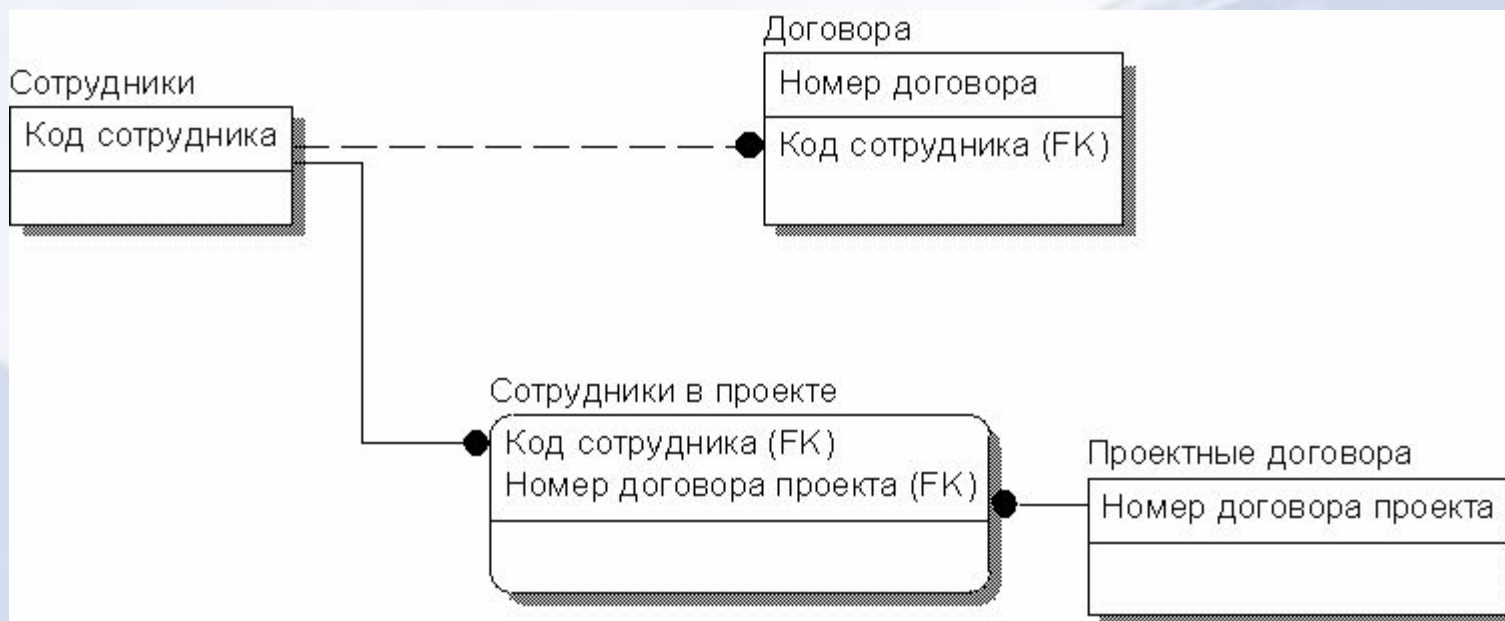 Договора
Номер договора
Код сотрудника (FK)
Сотрудники
Код сотрудника
Сотрудники в проекте
Код сотрудника (FK)
Номер договора проекта (FK)
Проектные договора
Номер договора проекта